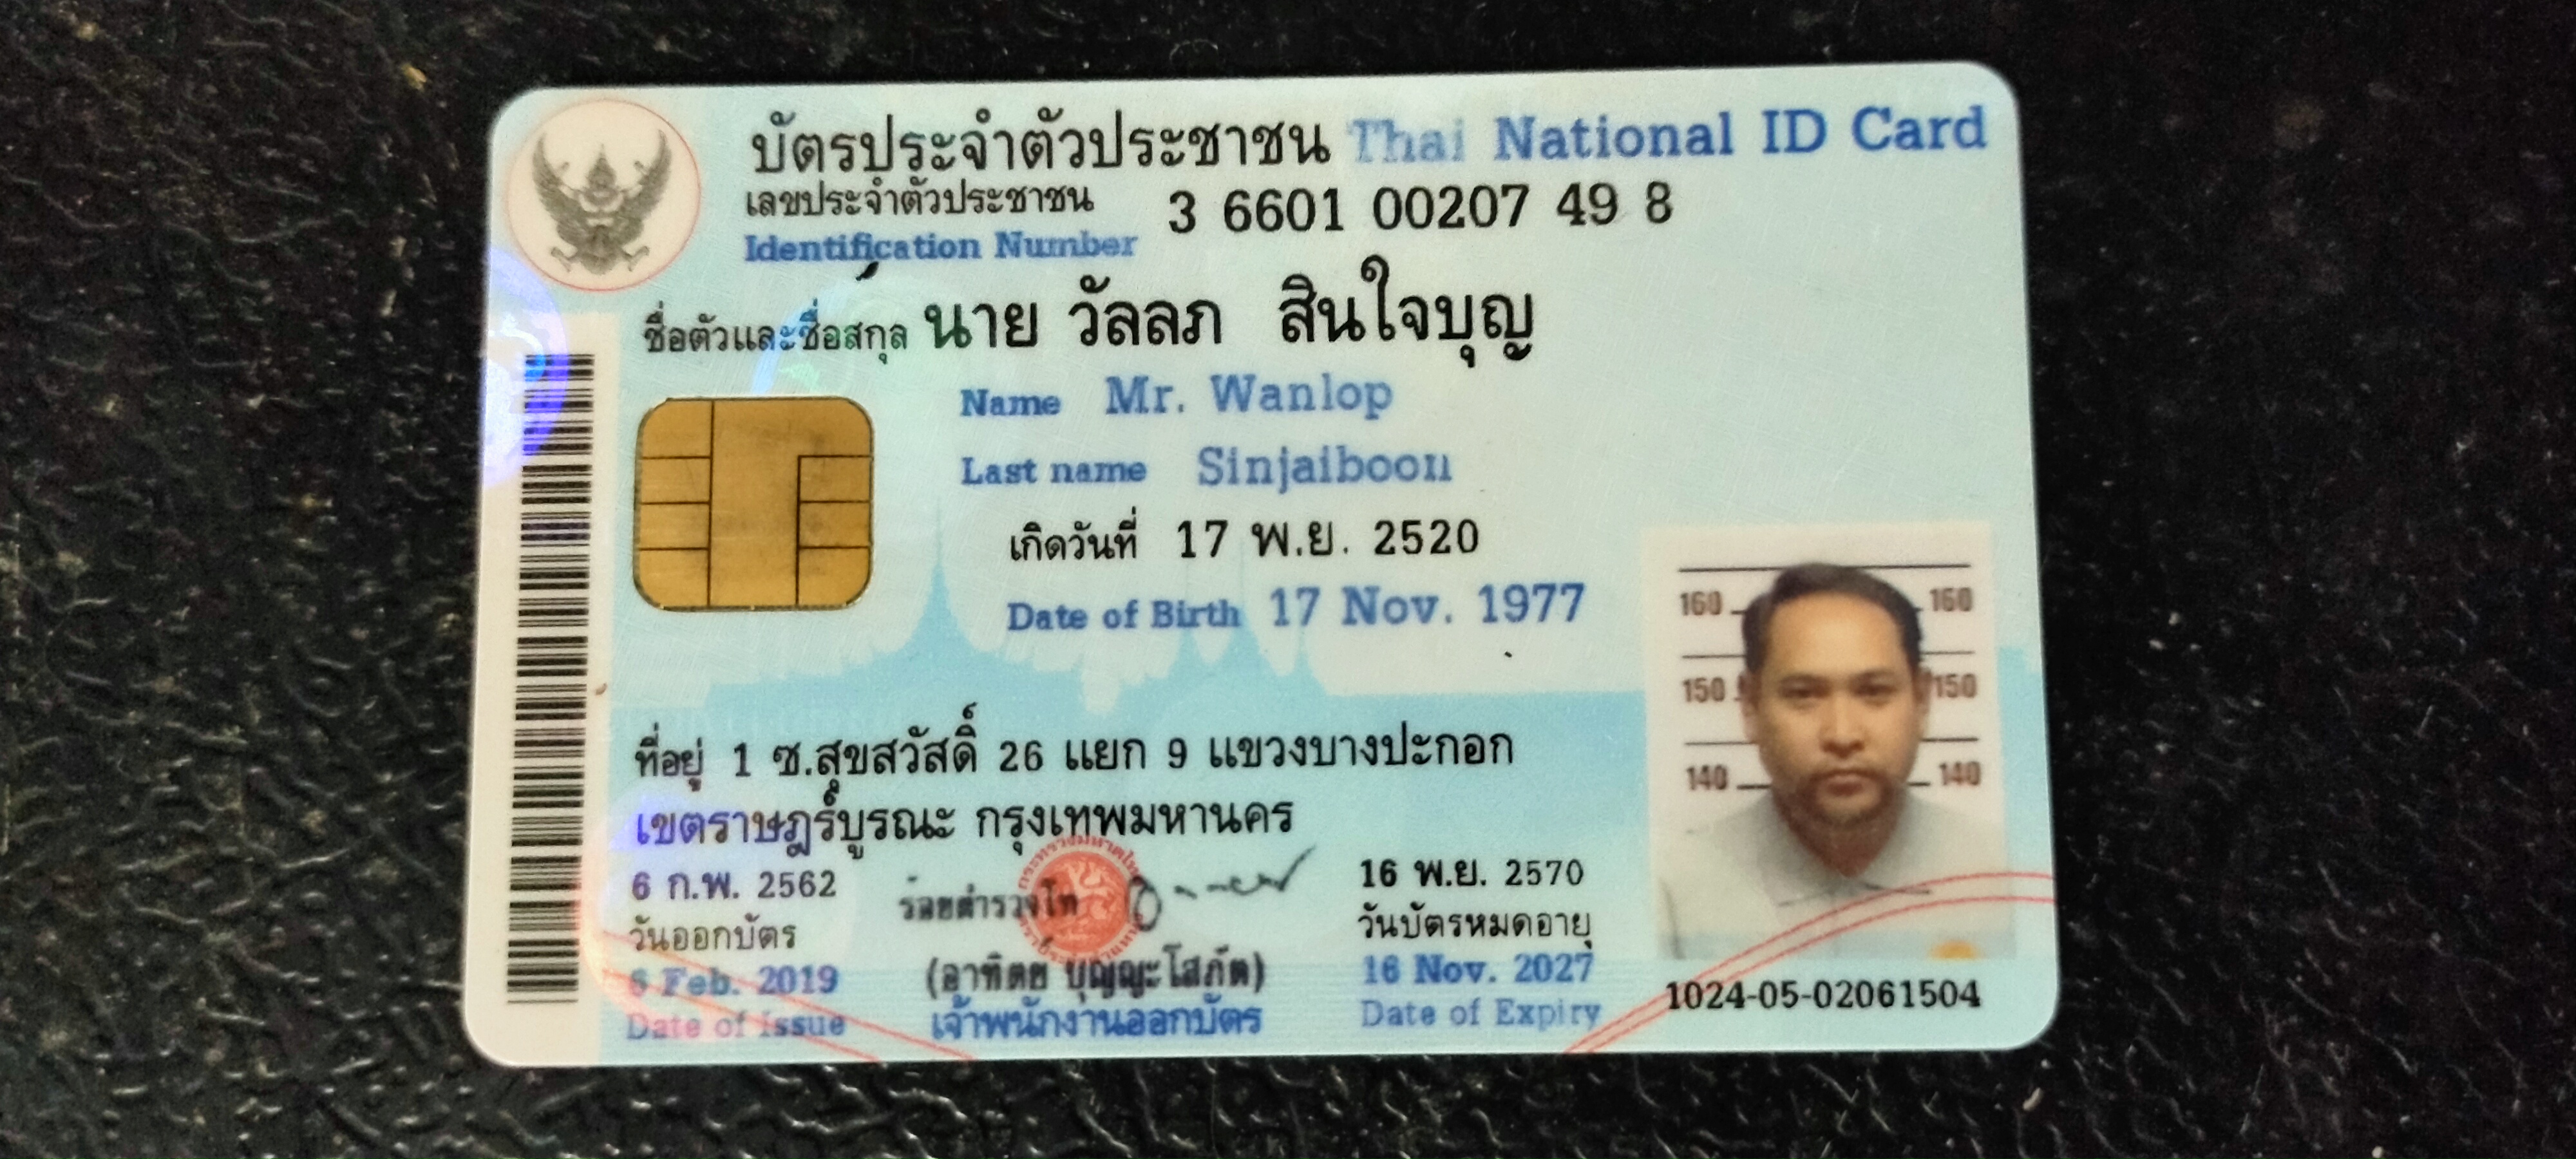 บัตรประจำตัวประชาชน Thai National ID Card
เลขประจำตัวประชาชน 3 6601 00207 49 8
Identification Number
ชื่อตัวและชื่อสกุล นาย วัลลภ สินใจบุญ
Name Mr. Wanlop
Last name Sinjaiboon
เกิดวันที่ 17 พ.ย. 2520
Date of Birth 17 Nov. 1977
160 160
150 150
140 140
ที่อยู่ 1 ซ.สุขสวัสดิ์ 26 แยก 9 แขวงบางปะกอก
เขตราษฎร์บูรณะ กรุงเทพมหานคร
6 ก.พ. 2562
วันออกบัตร
6 Feb. 2019
Date of Issue
ร้อยตำรวจโท
(อาทิตย์ บุญญะโสภัต)
เจ้าพนักงานออกบัตร
16 พ.ย. 2570
วันบัตรหมดอายุ
16 Nov. 2027
Date of Expiry
1024-05-02061504